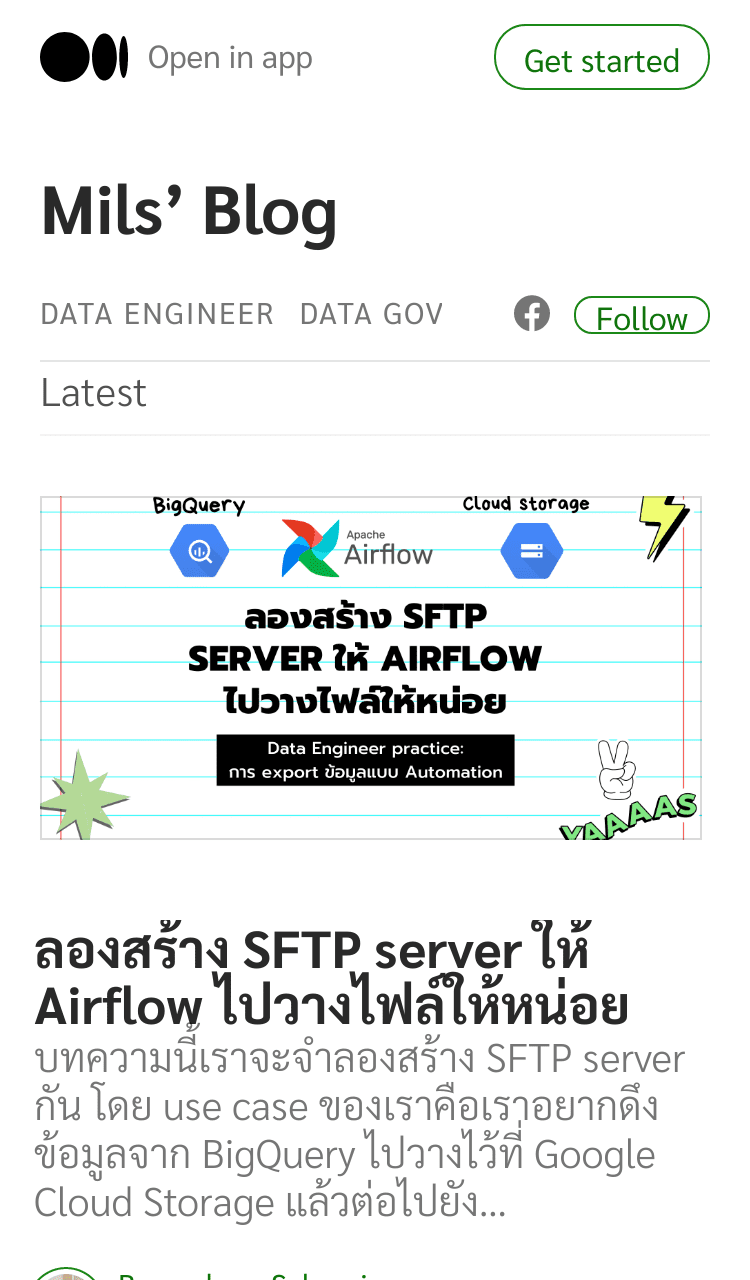 Open in app
Get started
Mils’ Blog
DATA ENGINEER DATA GOV
Follow
Latest
BigQuery
Cloud storage
Apache
Airflow
ลองสร้าง SFTP
SERVER ให้ AIRFLOW
ไปวางไฟล์ให้หน่อย
Data Engineer practice:
การ export ข้อมูลแบบ Automation
YAAAAS
ลองสร้าง SFTP server ให้
Airflow ไปวางไฟล์ให้หน่อย
บทความนี้เราจะจำลองสร้าง SFTP server
กัน โดย use case ของเราคือเราอยากดึง
ข้อมูลจาก BigQuery ไปวางไว้ที่ Google
Cloud Storage แล้วต่อไปยัง...